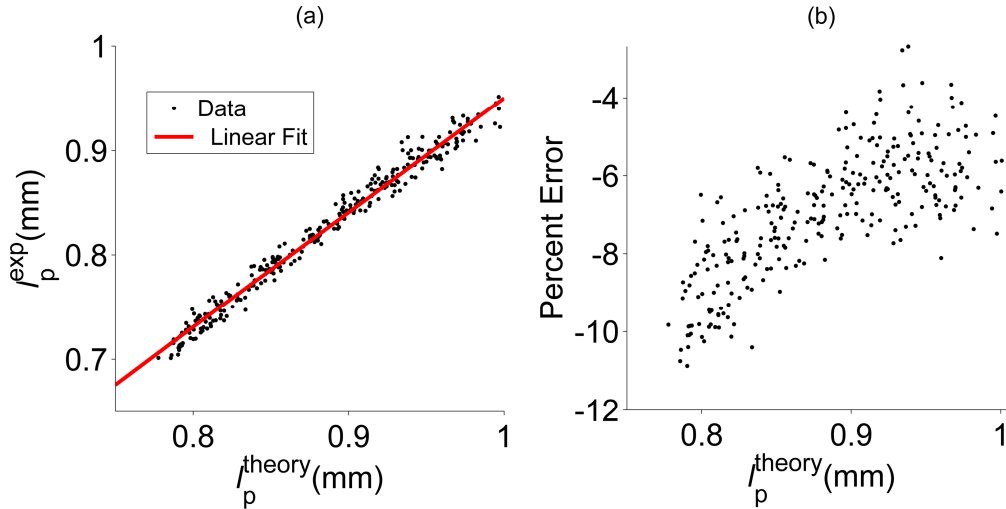 (a)
1
0.9
0.8
0.7
0.8
0.9
1
l_p^exp(mm)
l_p^theory(mm)
Data
Linear Fit
(b)
-4
-6
-8
-10
-12
0.8
0.9
1
Percent Error
l_p^theory(mm)